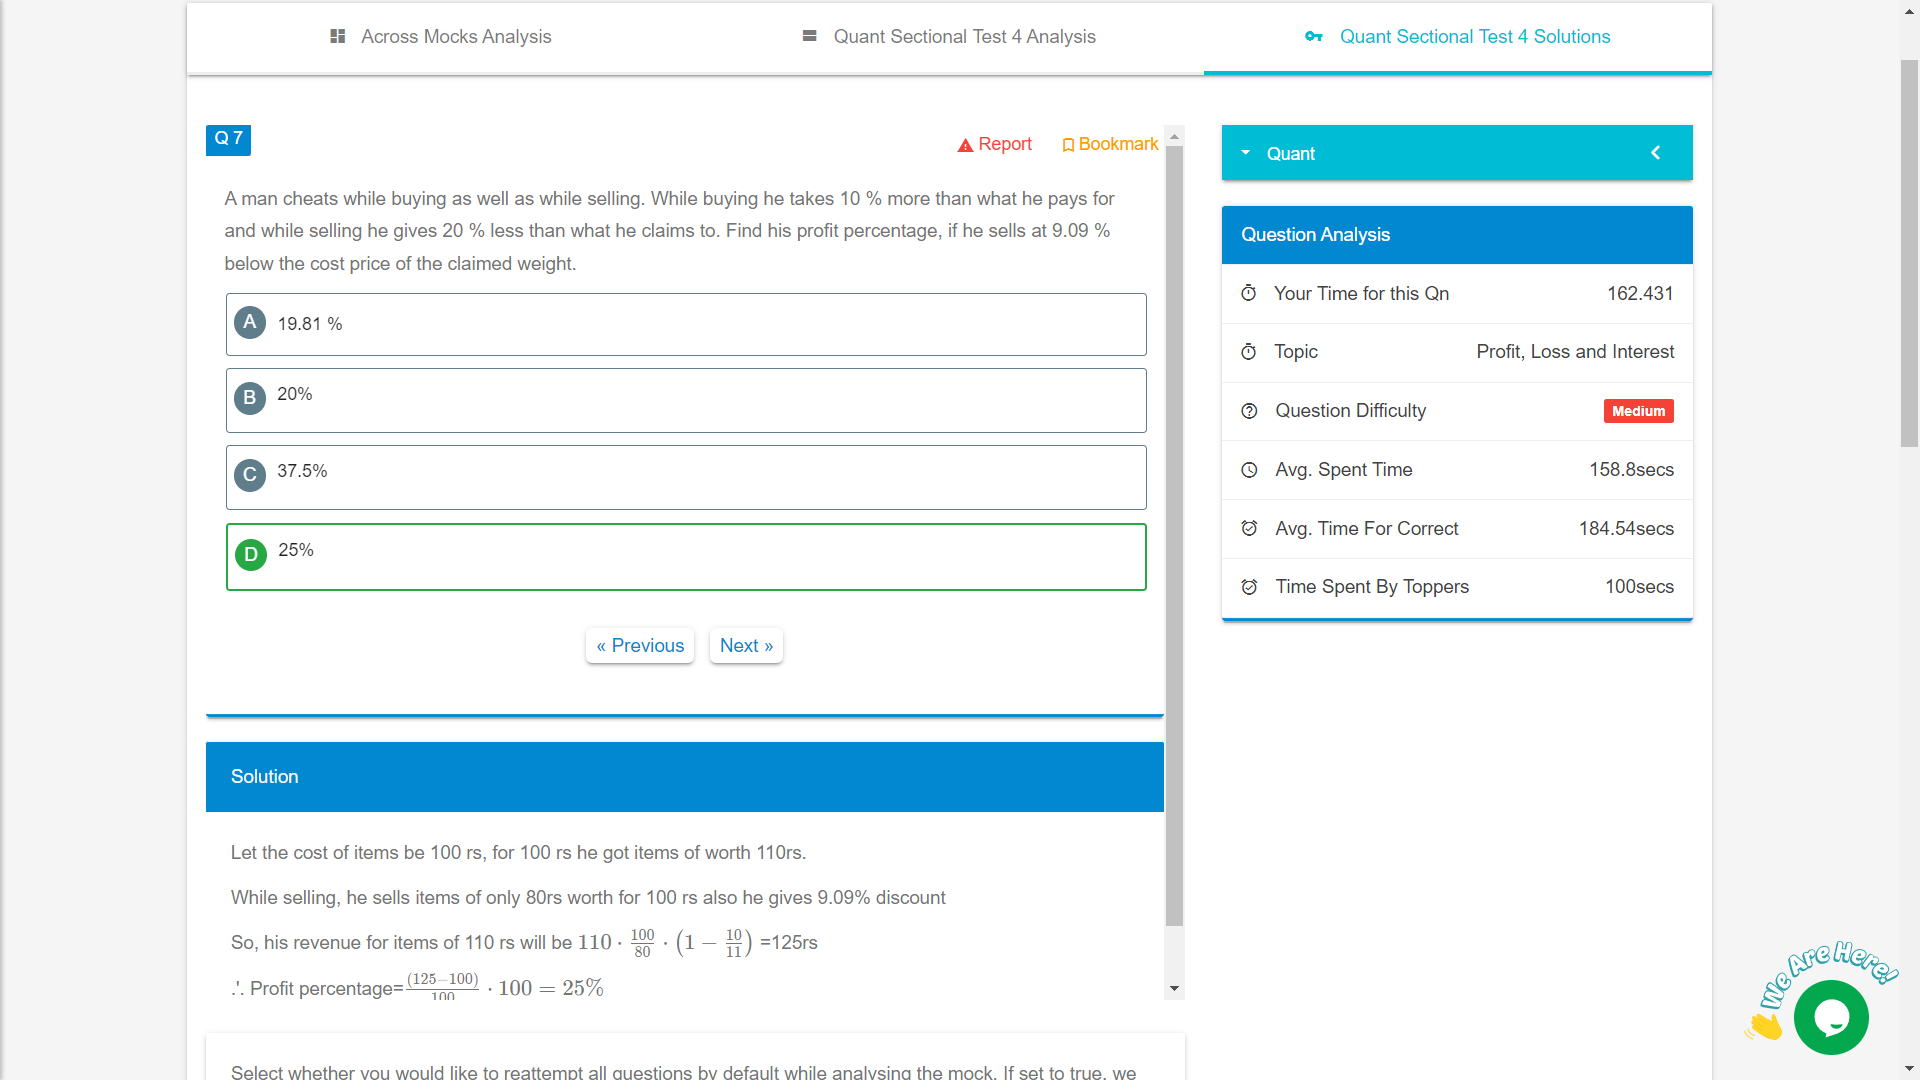 Across Mocks Analysis
Quant Sectional Test 4 Analysis
Quant Sectional Test 4 Solutions
Q 7
Report
Bookmark
A man cheats while buying as well as while selling. While buying he takes 10 % more than what he pays for
and while selling he gives 20 % less than what he claims to. Find his profit percentage, if he sells at 9.09 %
below the cost price of the claimed weight.
A
19.81 %
B
20%
C
37.5%
D
25%
« Previous
Next »
Solution
Let the cost of items be 100 rs, for 100 rs he got items of worth 110rs.
While selling, he sells items of only 80rs worth for 100 rs also he gives 9.09% discount
So, his revenue for items of 110 rs will be 110 · 100/80 · (1 − 10/11) =125rs
∴ Profit percentage= (125−100)/100 · 100 = 25%
Select whether you would like to reattempt all questions by default while analysing the mock. If set to true, we
Quant
Question Analysis
Your Time for this Qn 162.431
Topic Profit, Loss and Interest
Question Difficulty Medium
Avg. Spent Time 158.8secs
Avg. Time For Correct 184.54secs
Time Spent By Toppers 100secs
We Are Here!